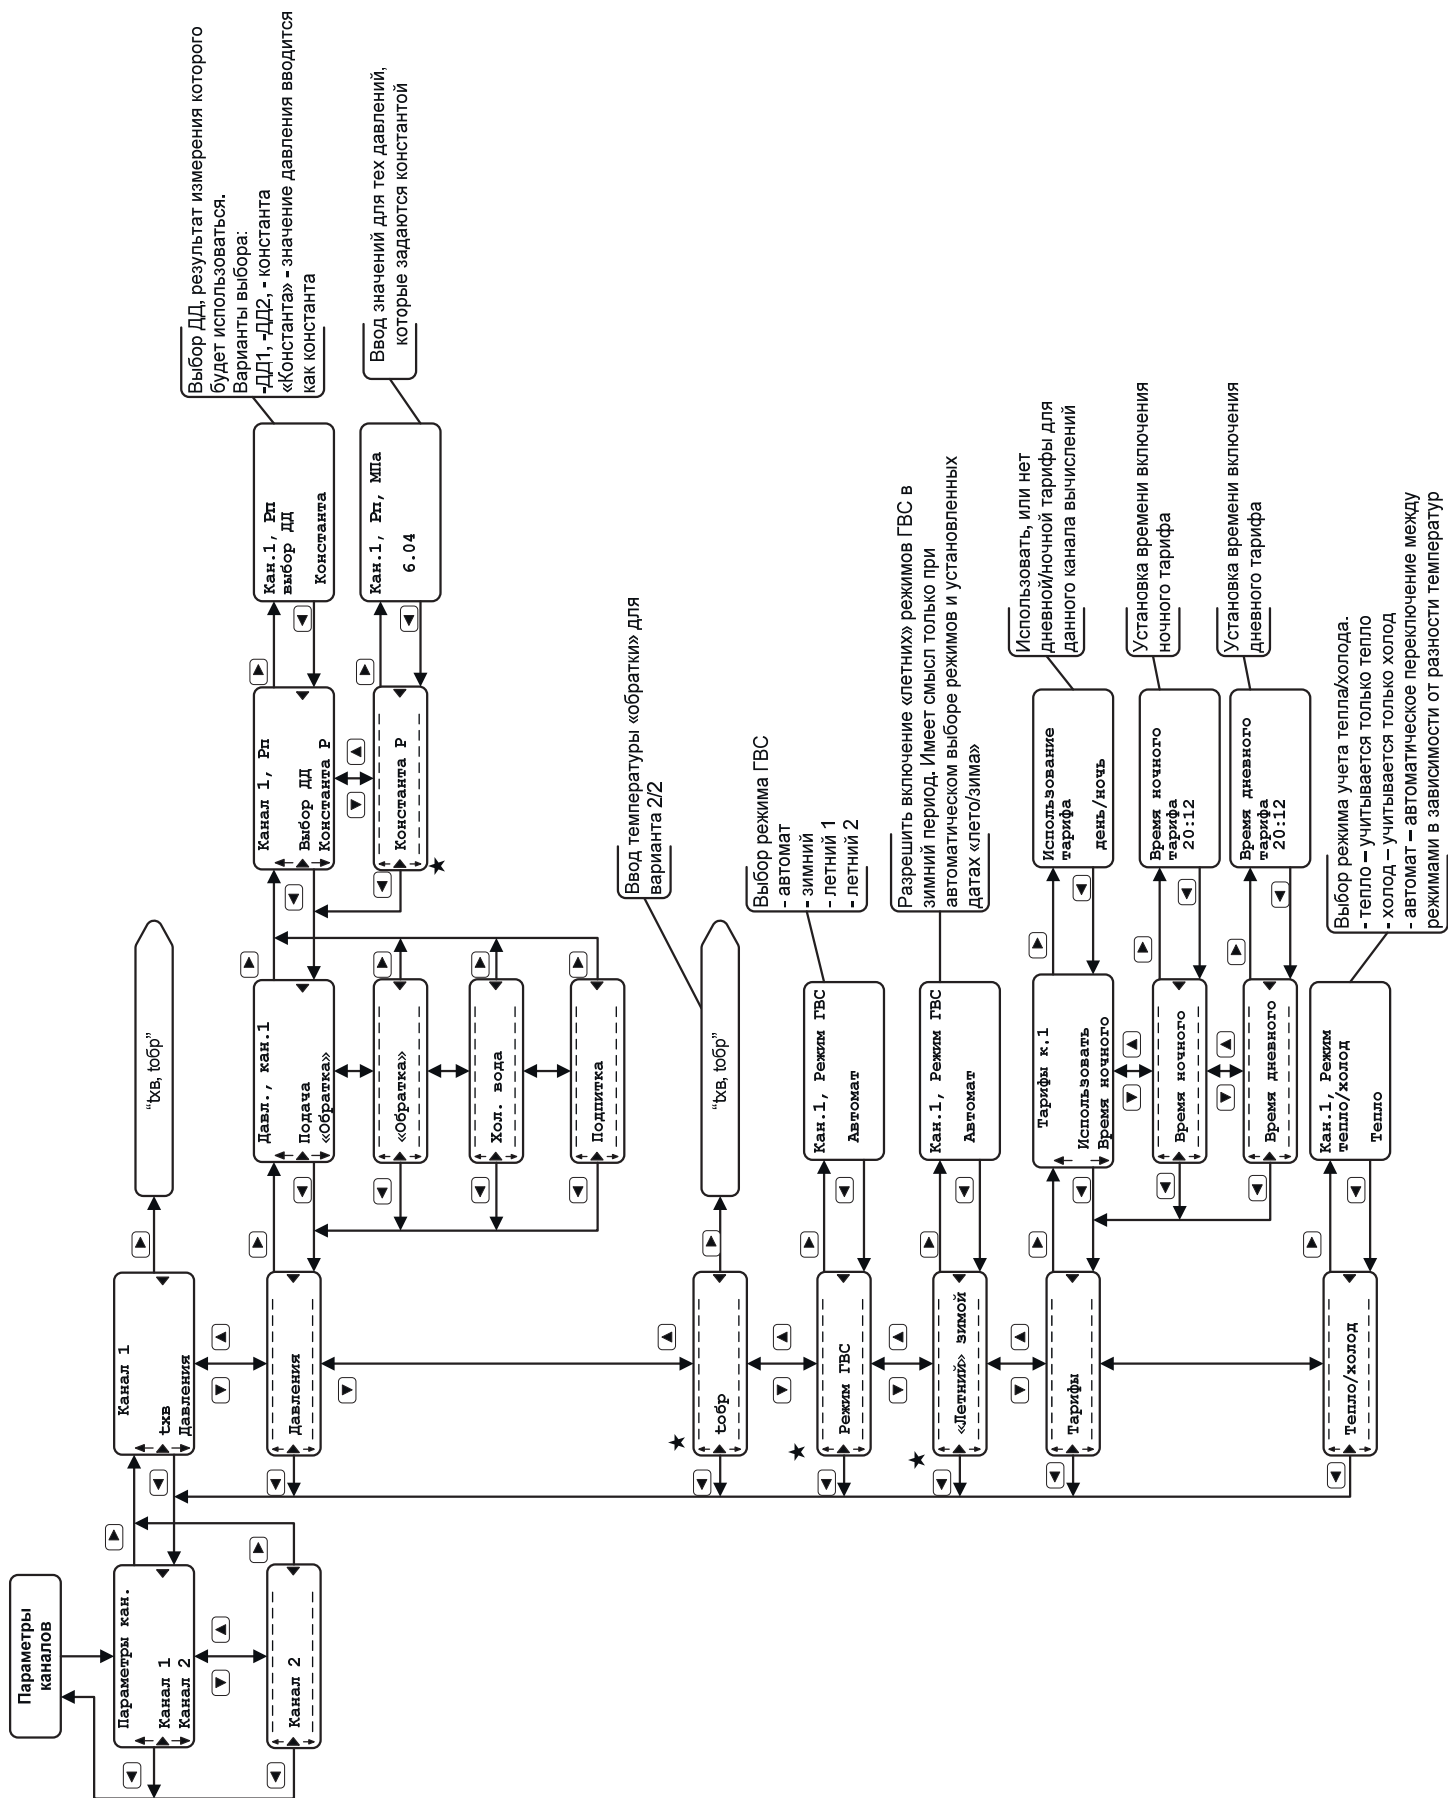 Параметры
каналов
Параметры кан.
Канал 1
Канал 2
Канал 2
Канал 1
tхв
Давления
“tхв, tобр”
Давления
Давл., кан.1
Подача
«Обратка»
«Обратка»
Хол. вода
Подпитка
Канал 1, Рп
Выбор ДД
Константа Р
Константа Р
Кан.1, Рп
выбор ДД
Константа
Выбор ДД, результат измерения которого
будет использоваться.
Варианты выбора:
-ДД1, -ДД2, - константа
«Константа» - значение давления вводится
как константа
Кан.1, Рп, МПа
6.04
Ввод значений для тех давлений,
которые задаются константой
tобр
“tхв, tобр”
Ввод температуры «обратки» для
варианта 2/2
Режим ГВС
Кан.1, Режим ГВС
Автомат
Выбор режима ГВС
- автомат
- зимний
- летний 1
- летний 2
«Летний» зимой
Кан.1, Режим ГВС
Автомат
Разрешить включение «летних» режимов ГВС в
зимний период. Имеет смысл только при
автоматическом выборе режимов и установленных
датах «лето/зима»
Тарифы
Тарифы к.1
Использовать
Время ночного
Использование
тарифа
день/ночь
Использовать, или нет
дневной/ночной тарифы для
данного канала вычислений
Время ночного
Время ночного
тарифа
20:12
Установка времени включения
ночного тарифа
Время дневного
Время дневного
тарифа
20:12
Установка времени включения
дневного тарифа
Тепло/холод
Кан.1, Режим
тепло/холод
Тепло
Выбор режима учета тепла/холода.
- тепло – учитывается только тепло
- холод – учитывается только холод
- автомат – автоматическое переключение между
режимами в зависимости от разности температур